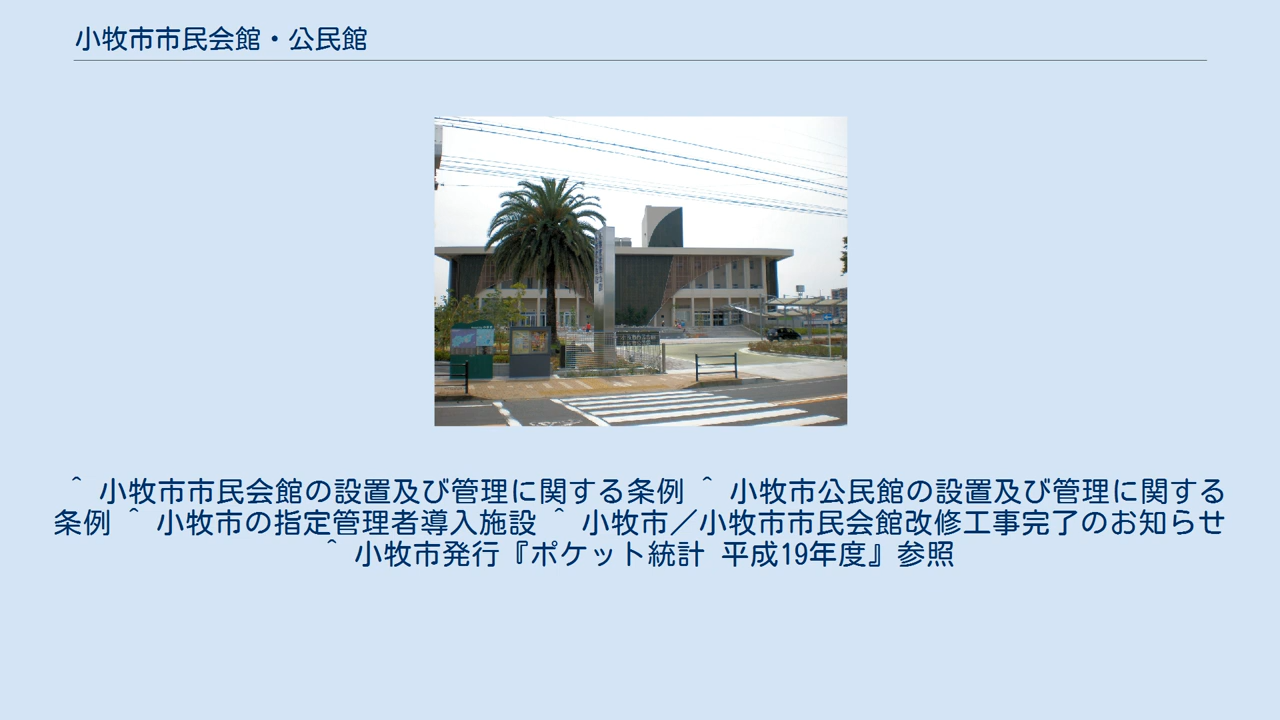 小牧市市民会館・公民館
^ 小牧市市民会館の設置及び管理に関する条例 ^ 小牧市公民館の設置及び管理に関する
条例 ^ 小牧市の指定管理者導入施設 ^ 小牧市／小牧市市民会館改修工事完了のお知らせ
^ 小牧市発行『ポケット統計 平成19年度』参照